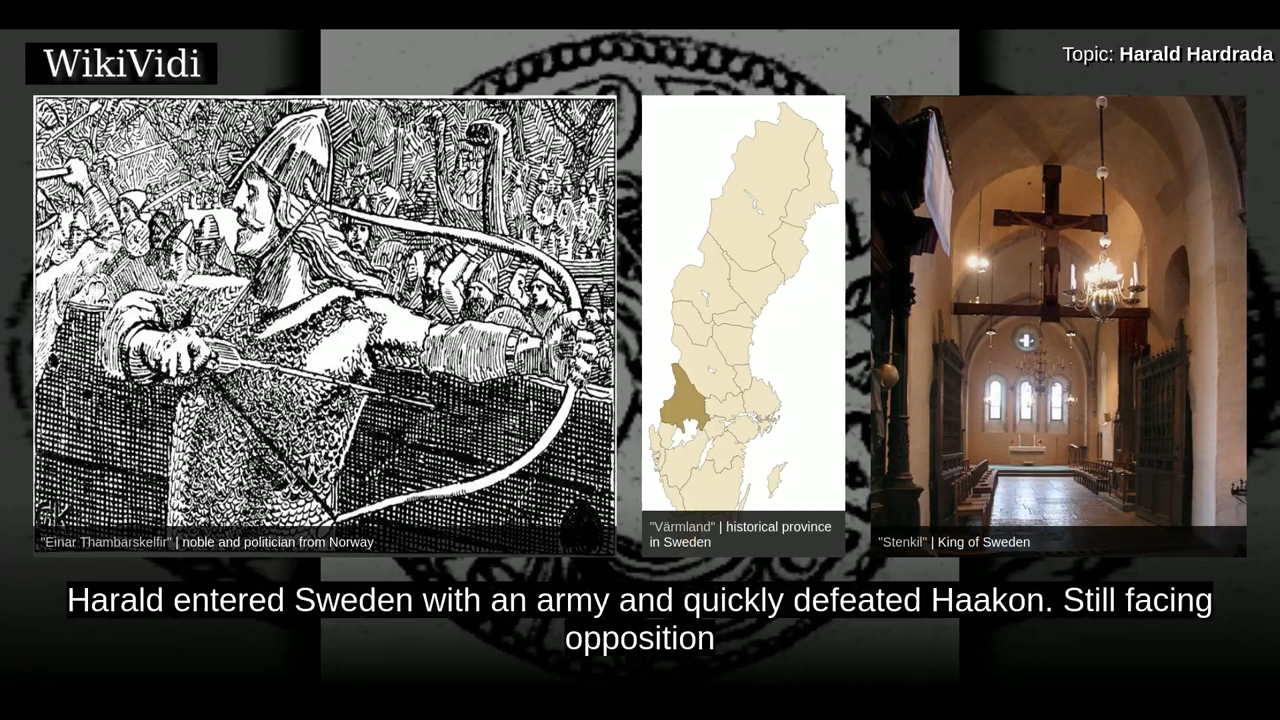 WikiVidi
Topic: Harald Hardrada
"Einar Thambarskelfir" | noble and politician from Norway
"Värmland" | historical province
in Sweden
"Stenkil" | King of Sweden
Harald entered Sweden with an army and quickly defeated Haakon. Still facing
opposition